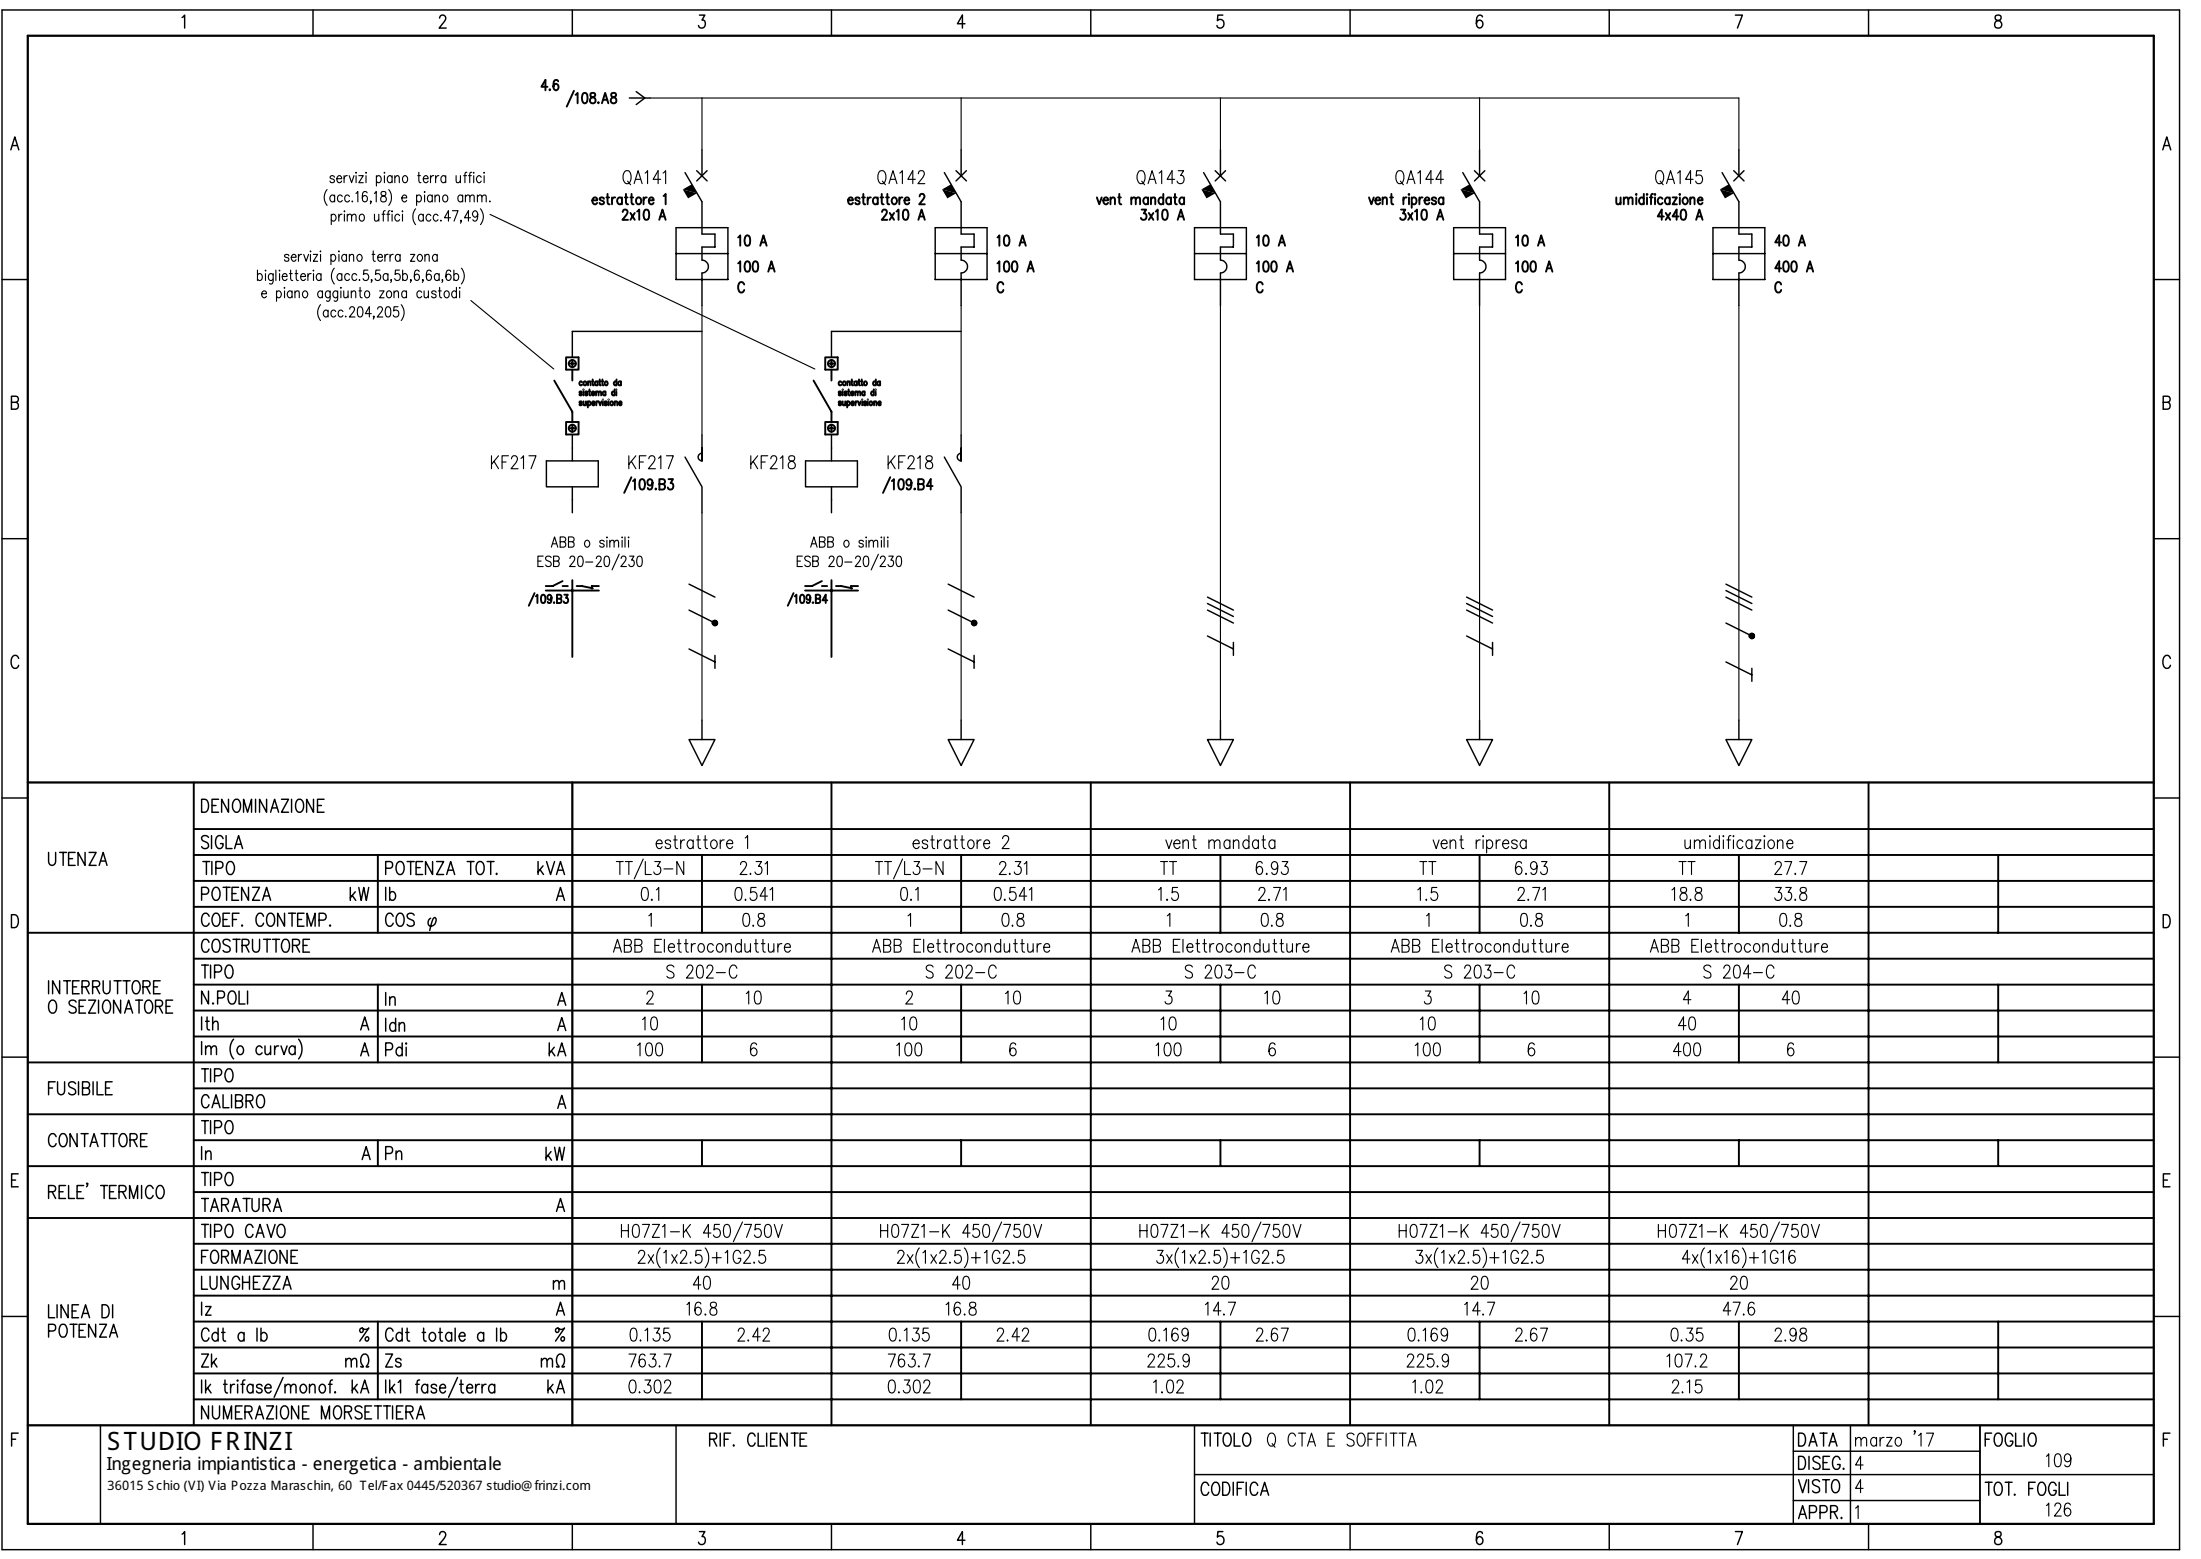 1 2 3 4 5 6 7 8
4.6 /108.A8
A A
servizi piano terra uffici
(acc.16,18) e piano amm.
primo uffici (acc.47,49)
servizi piano terra zona
biglietteria (acc.5,5a,5b,6,6a,6b)
e piano aggiunto zona custodi
(acc.204,205)
QA141
estrattore 1
2x10 A
10 A
100 A
C
QA142
estrattore 2
2x10 A
10 A
100 A
C
QA143
vent mandata
3x10 A
10 A
100 A
C
QA144
vent ripresa
3x10 A
10 A
100 A
C
QA145
umidificazione
4x40 A
40 A
400 A
C
B B
contatto da
sistema di
supervisione
contatto da
sistema di
supervisione
KF217
KF217
/109.B3
KF218
KF218
/109.B4
ABB o simili
ESB 20-20/230
/109.B3
ABB o simili
ESB 20-20/230
/109.B4
C C
UTENZA
DENOMINAZIONE
SIGLA estrattore 1 estrattore 2 vent mandata vent ripresa umidificazione
TIPO POTENZA TOT. kVA TT/L3-N 2.31 TT/L3-N 2.31 TT 6.93 TT 6.93 TT 27.7
POTENZA kW Ib A 0.1 0.541 0.1 0.541 1.5 2.71 1.5 2.71 18.8 33.8
COEF. CONTEMP. COS φ 1 0.8 1 0.8 1 0.8 1 0.8 1 0.8
D D
INTERRUTTORE
O SEZIONATORE
COSTRUTTORE ABB Elettrocondutture ABB Elettrocondutture ABB Elettrocondutture ABB Elettrocondutture ABB Elettrocondutture
TIPO S 202-C S 202-C S 203-C S 203-C S 204-C
N.POLI In A 2 10 2 10 3 10 3 10 4 40
Ith A Idn A 10 10 10 10 40
Im (o curva) A Pdi kA 100 6 100 6 100 6 100 6 400 6
FUSIBILE
TIPO
CALIBRO A
CONTATTORE
TIPO
In A Pn kW
E E
RELE' TERMICO
TIPO
TARATURA A
LINEA DI
POTENZA
TIPO CAVO H07Z1-K 450/750V H07Z1-K 450/750V H07Z1-K 450/750V H07Z1-K 450/750V H07Z1-K 450/750V
FORMAZIONE 2x(1x2.5)+1G2.5 2x(1x2.5)+1G2.5 3x(1x2.5)+1G2.5 3x(1x2.5)+1G2.5 4x(1x16)+1G16
LUNGHEZZA m 40 40 20 20 20
Iz A 16.8 16.8 14.7 14.7 47.6
Cdt a Ib % Cdt totale a Ib % 0.135 2.42 0.135 2.42 0.169 2.67 0.169 2.67 0.35 2.98
Zk mΩ Zs mΩ 763.7 763.7 225.9 225.9 107.2
Ik trifase/monof. kA Ik1 fase/terra kA 0.302 0.302 1.02 1.02 2.15
NUMERAZIONE MORSETTIERA
F F
STUDIO FRINZI
Ingegneria impiantistica - energetica - ambientale
36015 Schio (VI) Via Pozza Maraschin, 60 Tel/Fax 0445/520367 studio@frinzi.com
RIF. CLIENTE
TITOLO Q CTA E SOFFITTA
CODIFICA
DATA marzo '17
DISEG. 4
VISTO 4
APPR. 1
FOGLIO
109
TOT. FOGLI
126
1 2 3 4 5 6 7 8